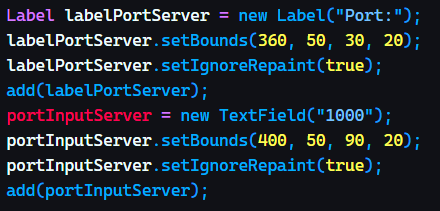 Label labelPortServer = new Label("Port:");
labelPortServer.setBounds(360, 50, 30, 20);
labelPortServer.setIgnoreRepaint(true);
add(labelPortServer);
portInputServer = new TextField("1000");
portInputServer.setBounds(400, 50, 90, 20);
portInputServer.setIgnoreRepaint(true);
add(portInputServer);